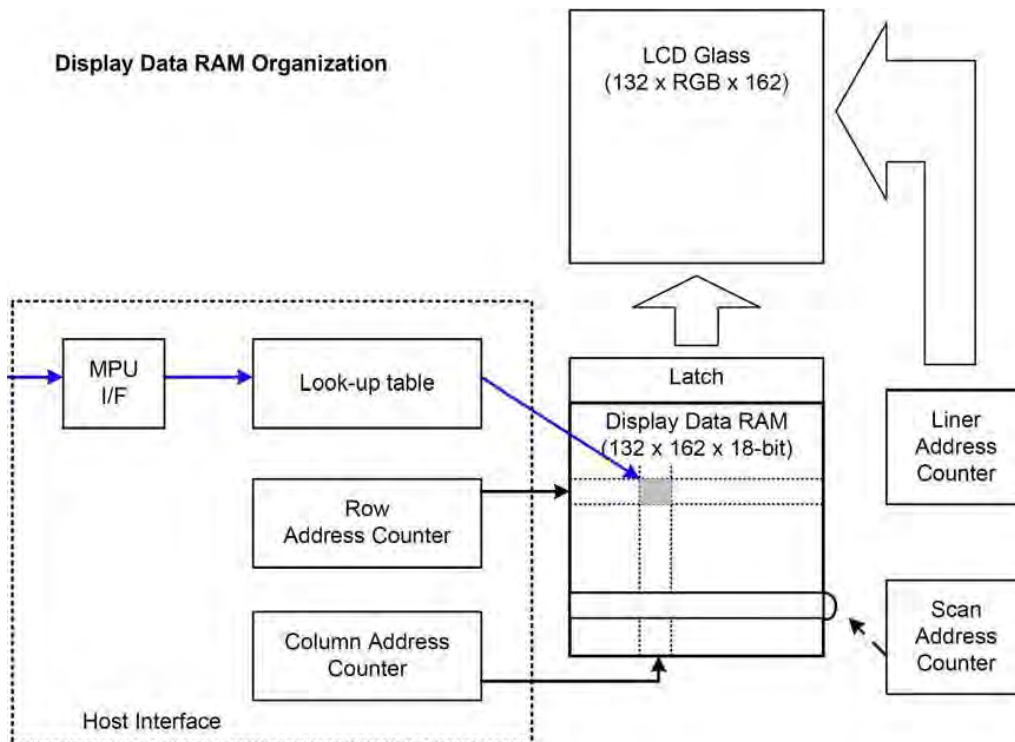 Display Data RAM Organization
LCD Glass
(132 x RGB x 162)
MPU
I/F
Look-up table
Latch
Display Data RAM
(132 x 162 x 18-bit)
Liner
Address
Counter
Row
Address Counter
Column Address
Counter
Scan
Address
Counter
Host Interface